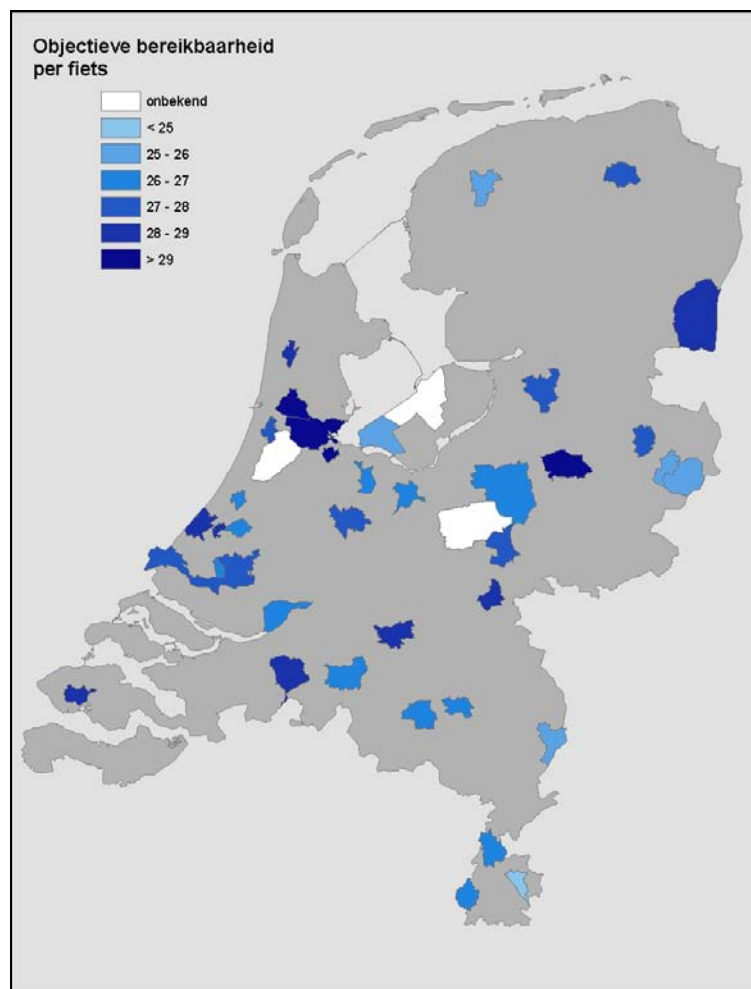 Objectieve bereikbaarheid
per fiets
onbekend
< 25
25 - 26
26 - 27
27 - 28
28 - 29
> 29